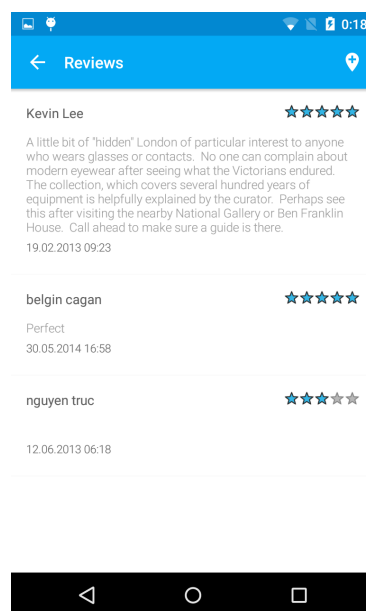 0:18
Reviews
Kevin Lee
A little bit of "hidden" London of particular interest to anyone
who wears glasses or contacts.  No one can complain about
modern eyewear after seeing what the Victorians endured.
The collection, which covers several hundred years of
equipment is helpfully explained by the curator.  Perhaps see
this after visiting the nearby National Gallery or Ben Franklin
House.  Call ahead to make sure a guide is there.
19.02.2013 09:23
belgin cagan
Perfect
30.05.2014 16:58
nguyen truc
12.06.2013 06:18